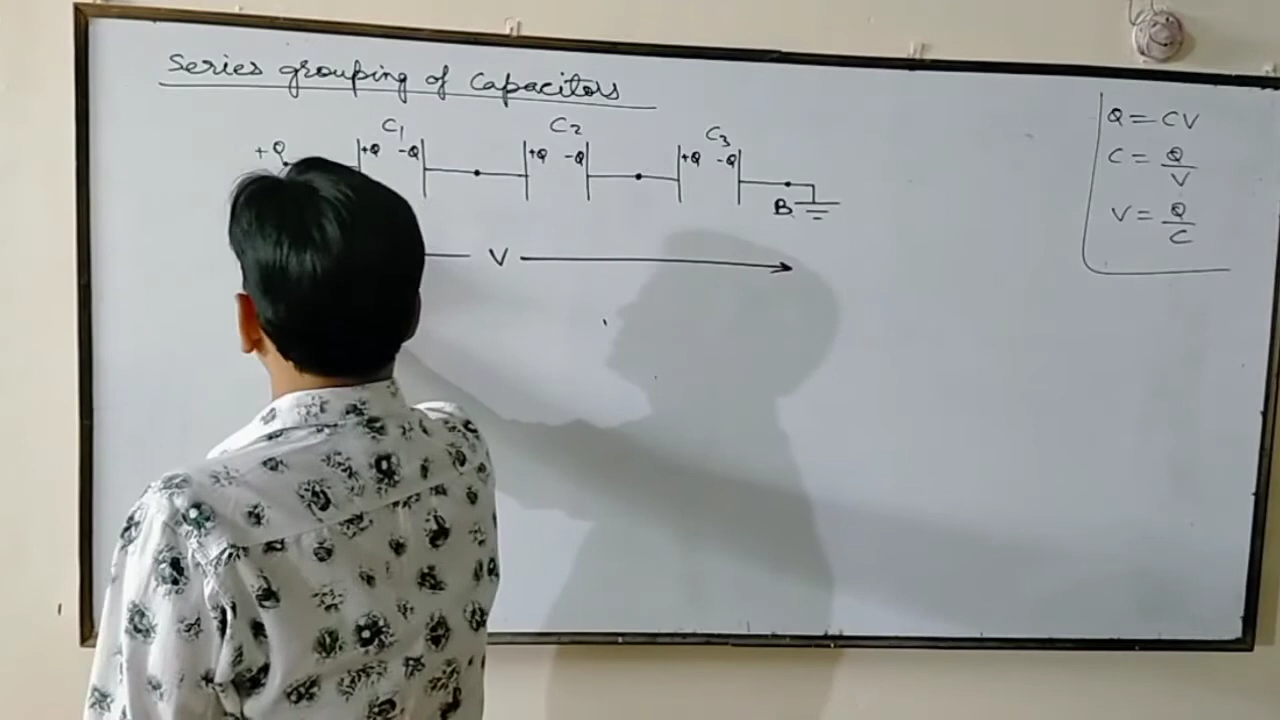 Series grouping of Capacitors
C1 C2 C3
+Q +Q -Q +Q -Q +Q -Q
B
V
Q = CV
C = Q/V
V = Q/C